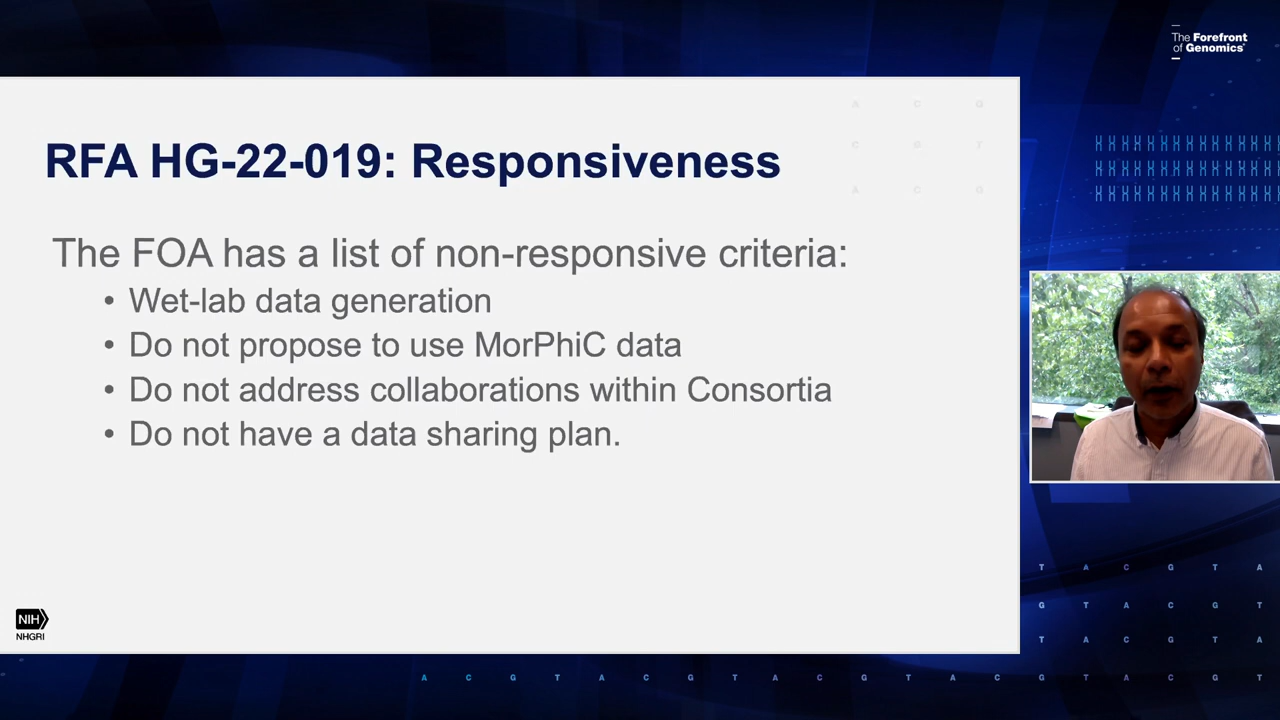 The Forefront
of Genomics®
A C G
C G T
A C G
RFA HG-22-019: Responsiveness
The FOA has a list of non-responsive criteria:
• Wet-lab data generation
• Do not propose to use MorPhiC data
• Do not address collaborations within Consortia
• Do not have a data sharing plan.
T A C G T A
G T A C G T
T A C G T A
NIH
NHGRI
A C G T A C G T A C G T A C G T A C G T